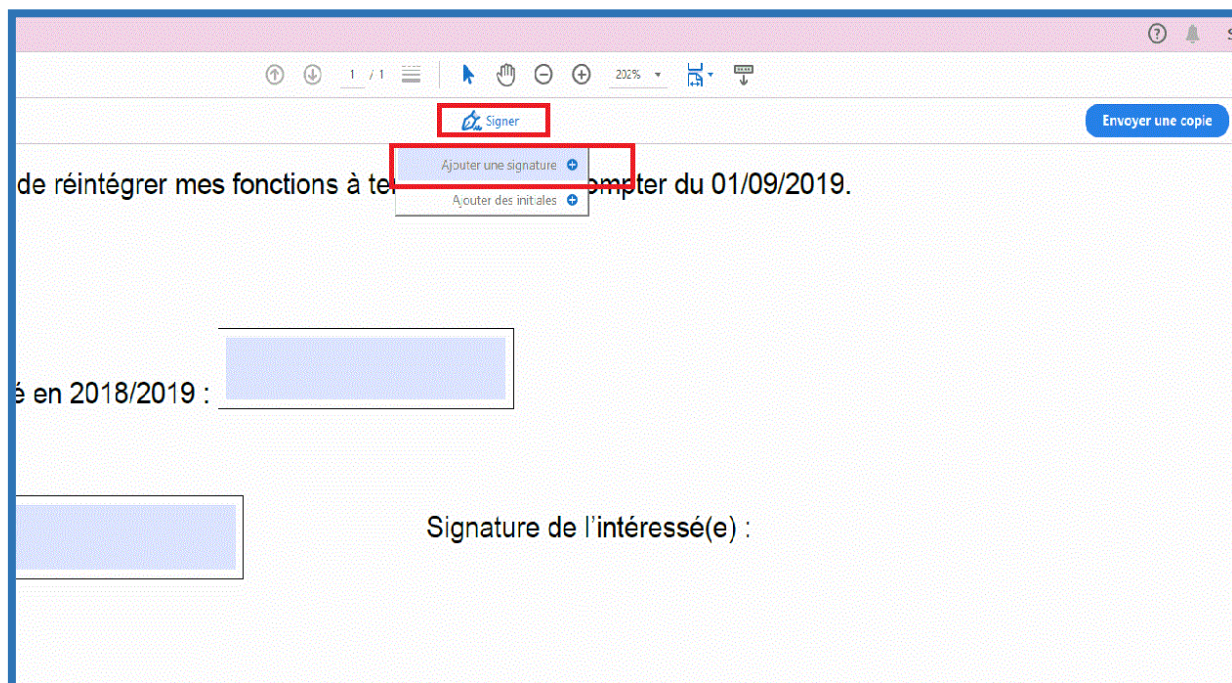 1 / 1
202%
Signer
Envoyer une copie
Ajouter une signature
de réintégrer mes fonctions à te
ompter du 01/09/2019.
Ajouter des initiales
é en 2018/2019 :
Signature de l'intéressé(e) :